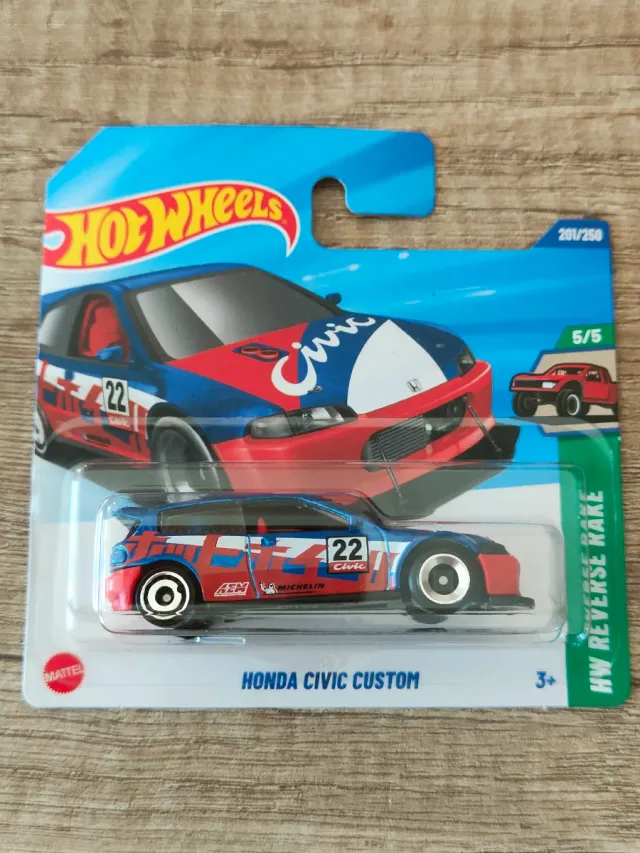 HOT WHEELS
201/250
5/5
Civic
22
Civic
HW REVERSE RAKE
22
Civic
AEM
MICHELIN
MATTEL
HONDA CIVIC CUSTOM
3+